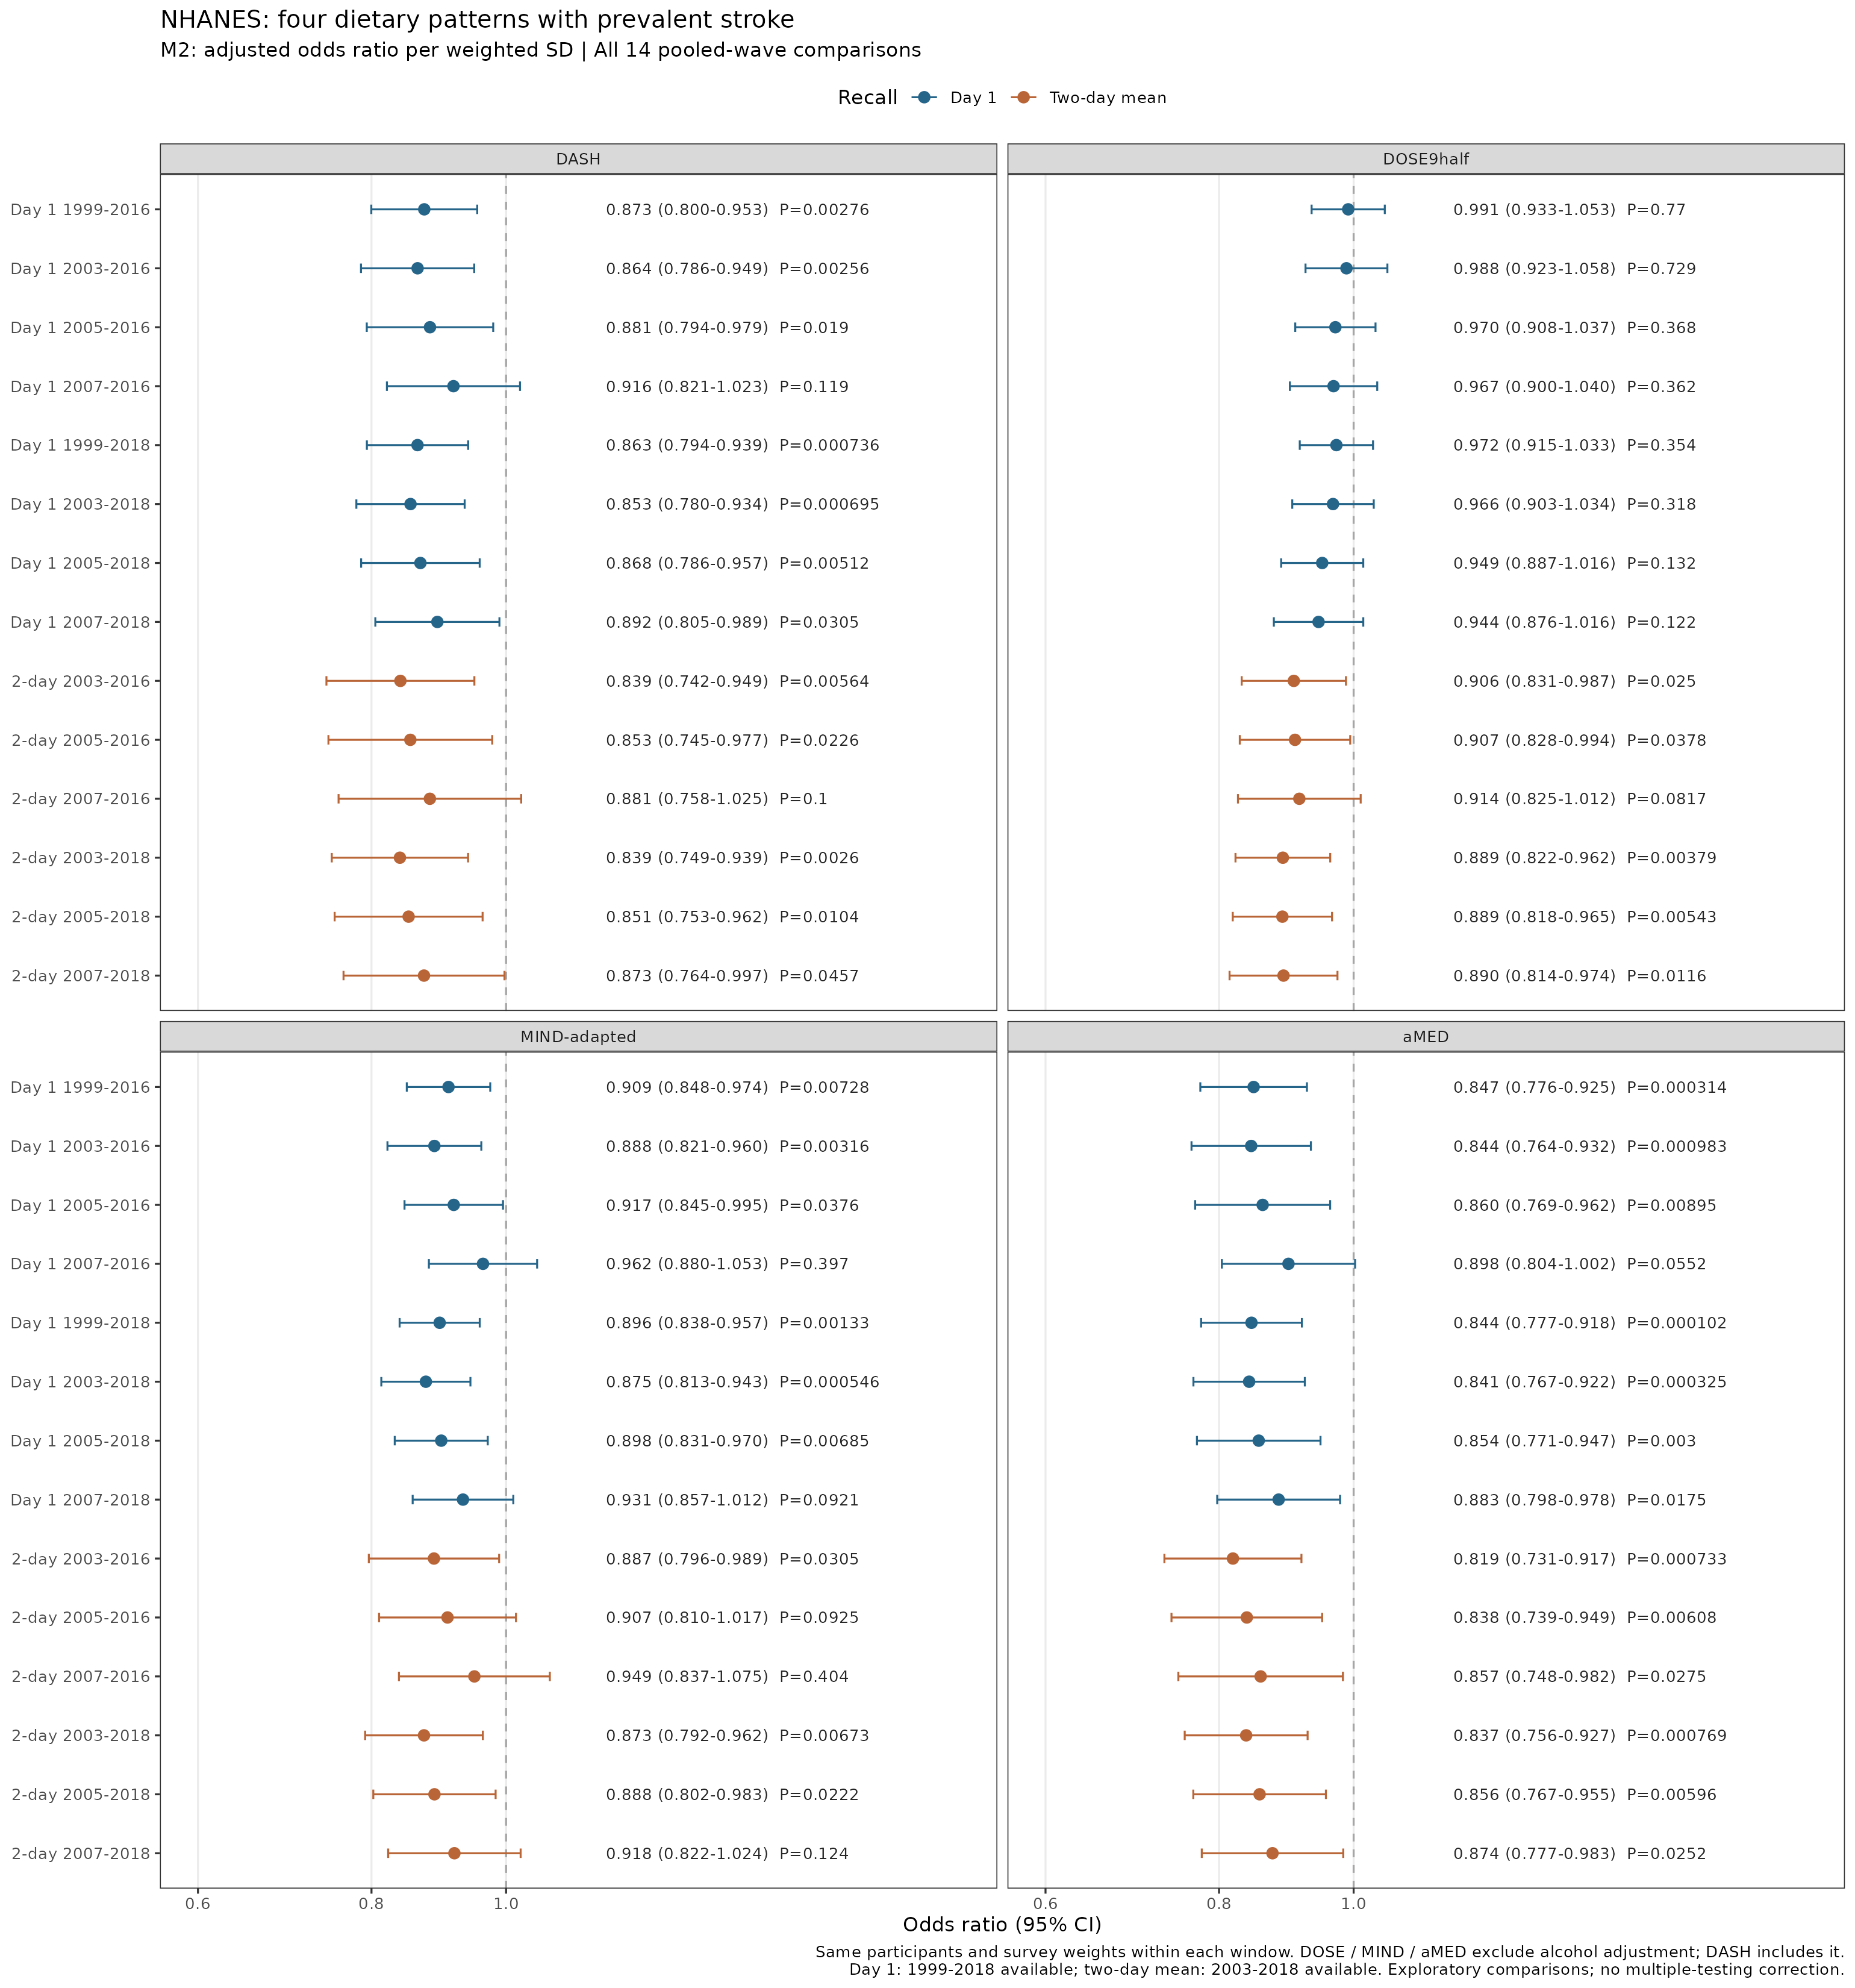 NHANES: four dietary patterns with prevalent stroke
M2: adjusted odds ratio per weighted SD | All 14 pooled-wave comparisons
Recall Day 1 Two-day mean
DASH
Day 1 1999-2016 0.873 (0.800-0.953) P=0.00276
Day 1 2003-2016 0.864 (0.786-0.949) P=0.00256
Day 1 2005-2016 0.881 (0.794-0.979) P=0.019
Day 1 2007-2016 0.916 (0.821-1.023) P=0.119
Day 1 1999-2018 0.863 (0.794-0.939) P=0.000736
Day 1 2003-2018 0.853 (0.780-0.934) P=0.000695
Day 1 2005-2018 0.868 (0.786-0.957) P=0.00512
Day 1 2007-2018 0.892 (0.805-0.989) P=0.0305
2-day 2003-2016 0.839 (0.742-0.949) P=0.00564
2-day 2005-2016 0.853 (0.745-0.977) P=0.0226
2-day 2007-2016 0.881 (0.758-1.025) P=0.1
2-day 2003-2018 0.839 (0.749-0.939) P=0.0026
2-day 2005-2018 0.851 (0.753-0.962) P=0.0104
2-day 2007-2018 0.873 (0.764-0.997) P=0.0457
DOSE9half
0.991 (0.933-1.053) P=0.77
0.988 (0.923-1.058) P=0.729
0.970 (0.908-1.037) P=0.368
0.967 (0.900-1.040) P=0.362
0.972 (0.915-1.033) P=0.354
0.966 (0.903-1.034) P=0.318
0.949 (0.887-1.016) P=0.132
0.944 (0.876-1.016) P=0.122
0.906 (0.831-0.987) P=0.025
0.907 (0.828-0.994) P=0.0378
0.914 (0.825-1.012) P=0.0817
0.889 (0.822-0.962) P=0.00379
0.889 (0.818-0.965) P=0.00543
0.890 (0.814-0.974) P=0.0116
MIND-adapted
Day 1 1999-2016 0.909 (0.848-0.974) P=0.00728
Day 1 2003-2016 0.888 (0.821-0.960) P=0.00316
Day 1 2005-2016 0.917 (0.845-0.995) P=0.0376
Day 1 2007-2016 0.962 (0.880-1.053) P=0.397
Day 1 1999-2018 0.896 (0.838-0.957) P=0.00133
Day 1 2003-2018 0.875 (0.813-0.943) P=0.000546
Day 1 2005-2018 0.898 (0.831-0.970) P=0.00685
Day 1 2007-2018 0.931 (0.857-1.012) P=0.0921
2-day 2003-2016 0.887 (0.796-0.989) P=0.0305
2-day 2005-2016 0.907 (0.810-1.017) P=0.0925
2-day 2007-2016 0.949 (0.837-1.075) P=0.404
2-day 2003-2018 0.873 (0.792-0.962) P=0.00673
2-day 2005-2018 0.888 (0.802-0.983) P=0.0222
2-day 2007-2018 0.918 (0.822-1.024) P=0.124
0.6 0.8 1.0
aMED
0.847 (0.776-0.925) P=0.000314
0.844 (0.764-0.932) P=0.000983
0.860 (0.769-0.962) P=0.00895
0.898 (0.804-1.002) P=0.0552
0.844 (0.777-0.918) P=0.000102
0.841 (0.767-0.922) P=0.000325
0.854 (0.771-0.947) P=0.003
0.883 (0.798-0.978) P=0.0175
0.819 (0.731-0.917) P=0.000733
0.838 (0.739-0.949) P=0.00608
0.857 (0.748-0.982) P=0.0275
0.837 (0.756-0.927) P=0.000769
0.856 (0.767-0.955) P=0.00596
0.874 (0.777-0.983) P=0.0252
0.6 0.8 1.0
Odds ratio (95% CI)
Same participants and survey weights within each window. DOSE / MIND / aMED exclude alcohol adjustment; DASH includes it.
Day 1: 1999-2018 available; two-day mean: 2003-2018 available. Exploratory comparisons; no multiple-testing correction.